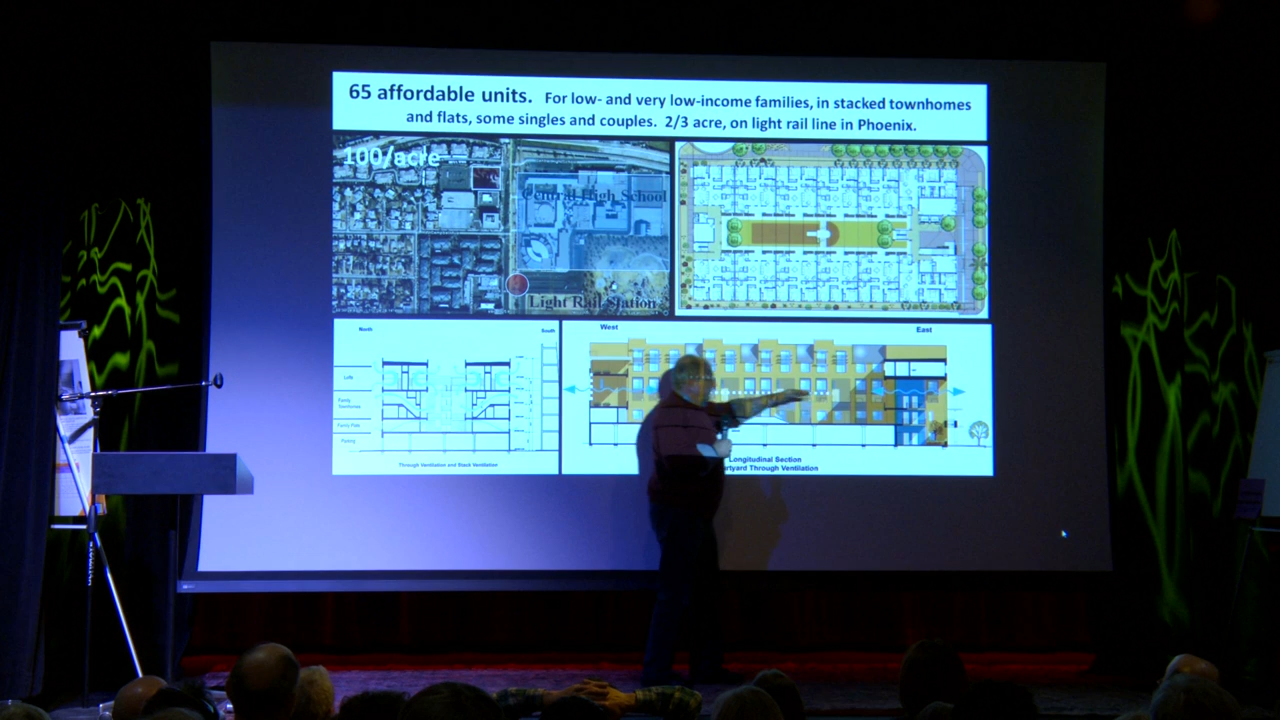 65 affordable units. For low- and very low-income families, in stacked townhomes
and flats, some singles and couples. 2/3 acre, on light rail line in Phoenix.
100/acre
Central High School
Light Rail Station
North
South
Lofts
Family
Townhomes
Family Flats
Parking
Through Ventilation and Stack Ventilation
West
East
Longitudinal Section
rtyard Through Ventilation